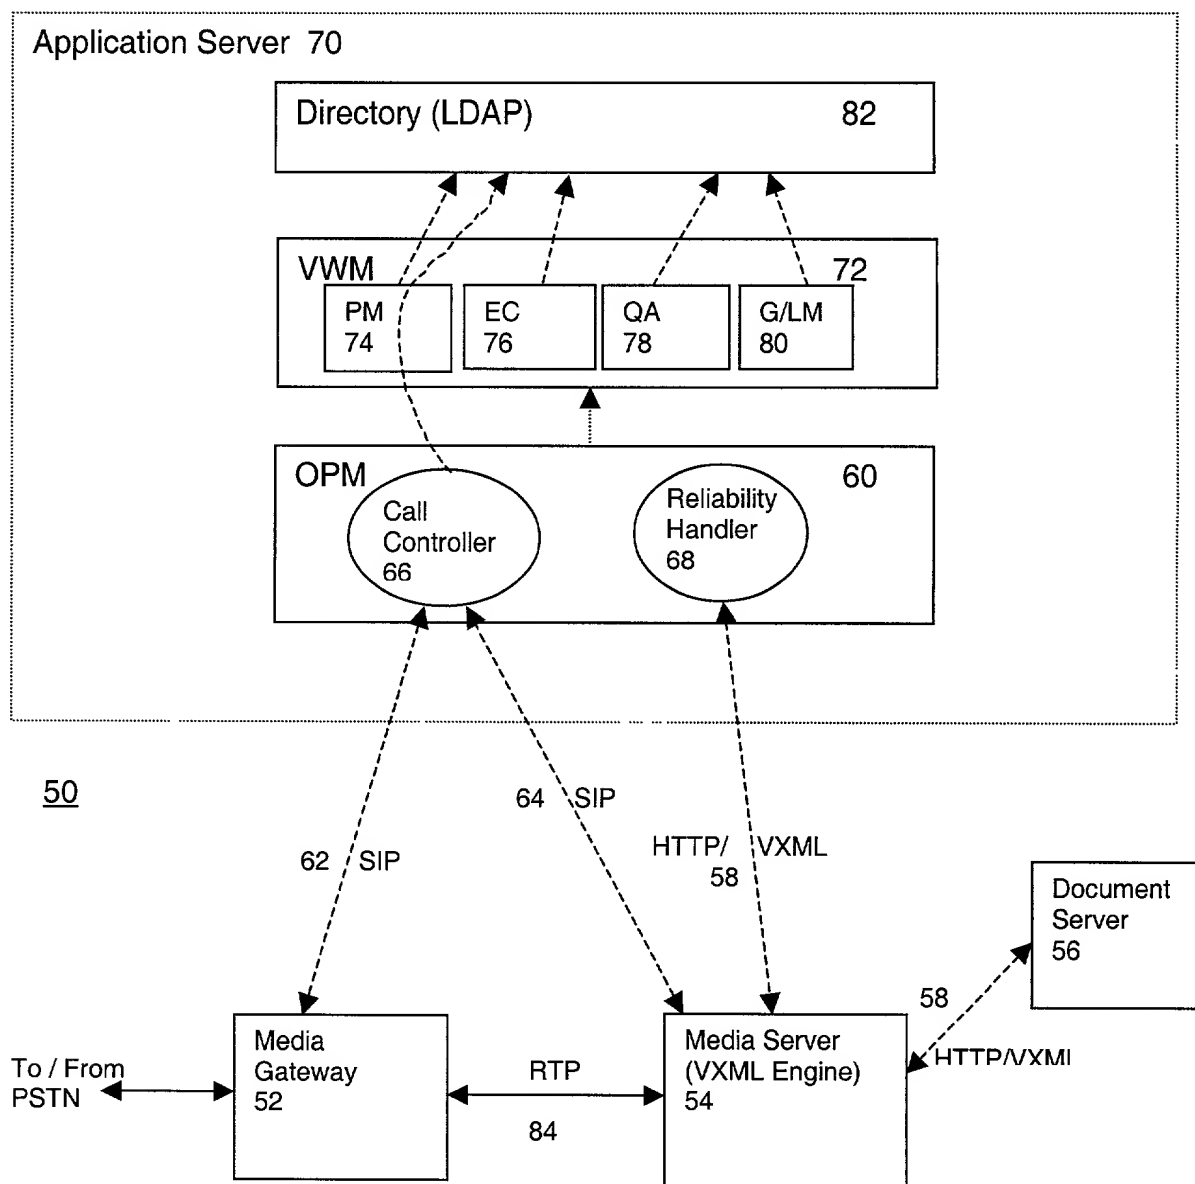 Application Server 70
Directory (LDAP) 82
VWM 72
PM
74
EC
76
QA
78
G/LM
80
OPM 60
Call
Controller
66
Reliability
Handler
68
50
64 SIP
62 SIP
HTTP/ VXML
58
Document
Server
56
58
HTTP/VXML
Media
Gateway
52
Media Server
(VXML Engine)
54
To / From
PSTN
RTP
84